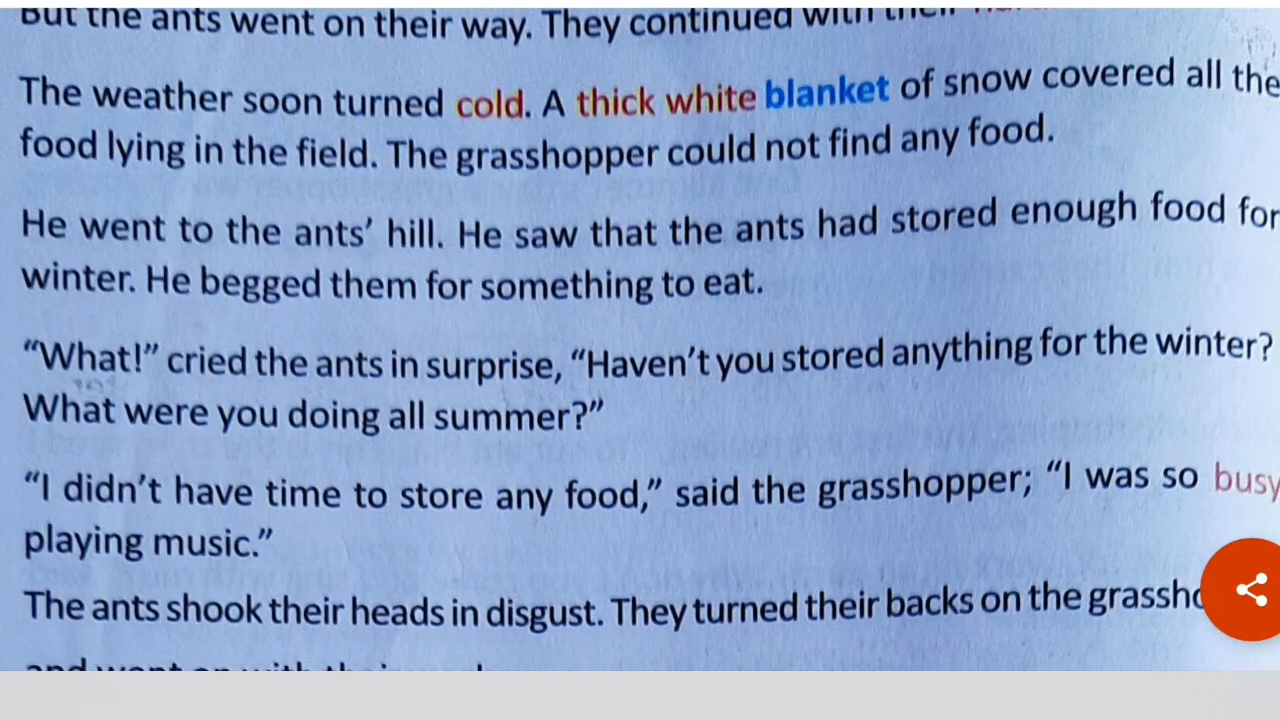 But the ants went on their way. They continued with their
The weather soon turned cold. A thick white blanket of snow covered all the
food lying in the field. The grasshopper could not find any food.
He went to the ants’ hill. He saw that the ants had stored enough food for
winter. He begged them for something to eat.
“What!” cried the ants in surprise, “Haven’t you stored anything for the winter?
What were you doing all summer?”
“I didn’t have time to store any food,” said the grasshopper; “I was so busy
playing music.”
The ants shook their heads in disgust. They turned their backs on the
and went on with their